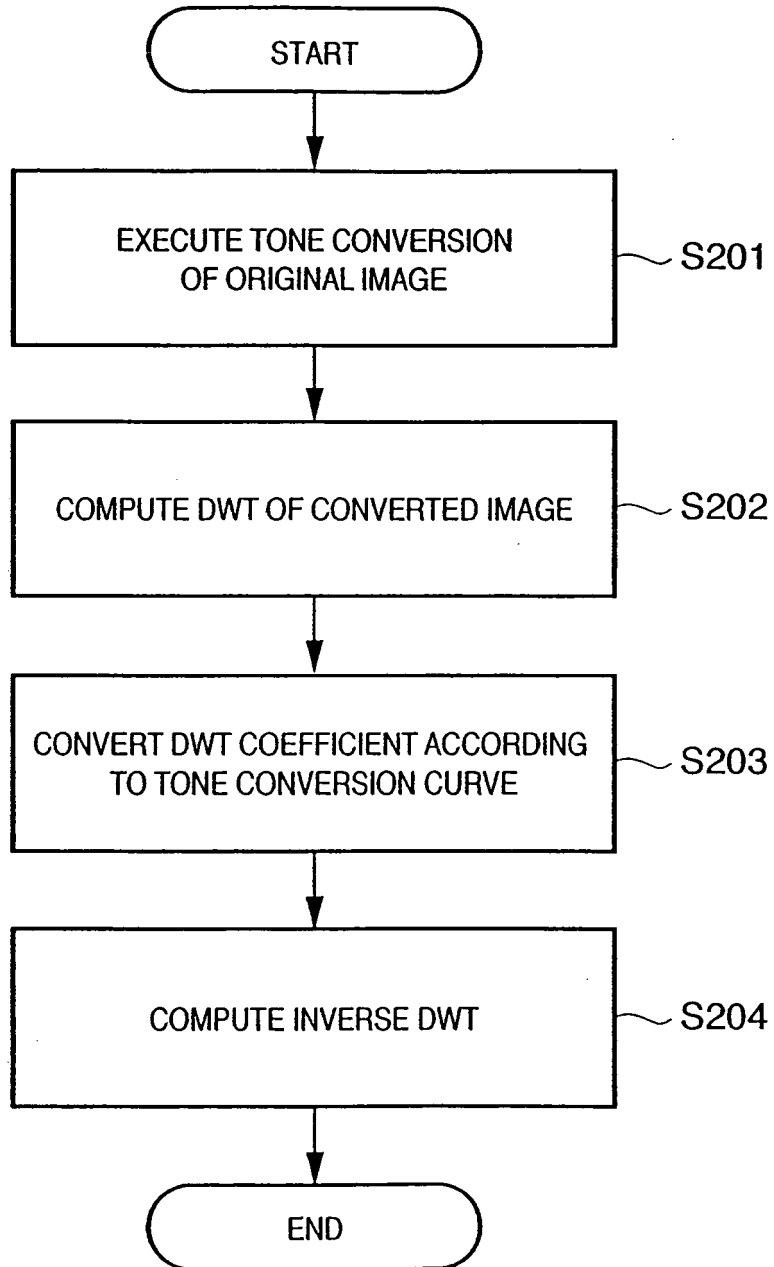 START
EXECUTE TONE CONVERSION
OF ORIGINAL IMAGE
S201
COMPUTE DWT OF CONVERTED IMAGE
S202
CONVERT DWT COEFFICIENT ACCORDING
TO TONE CONVERSION CURVE
S203
COMPUTE INVERSE DWT
S204
END